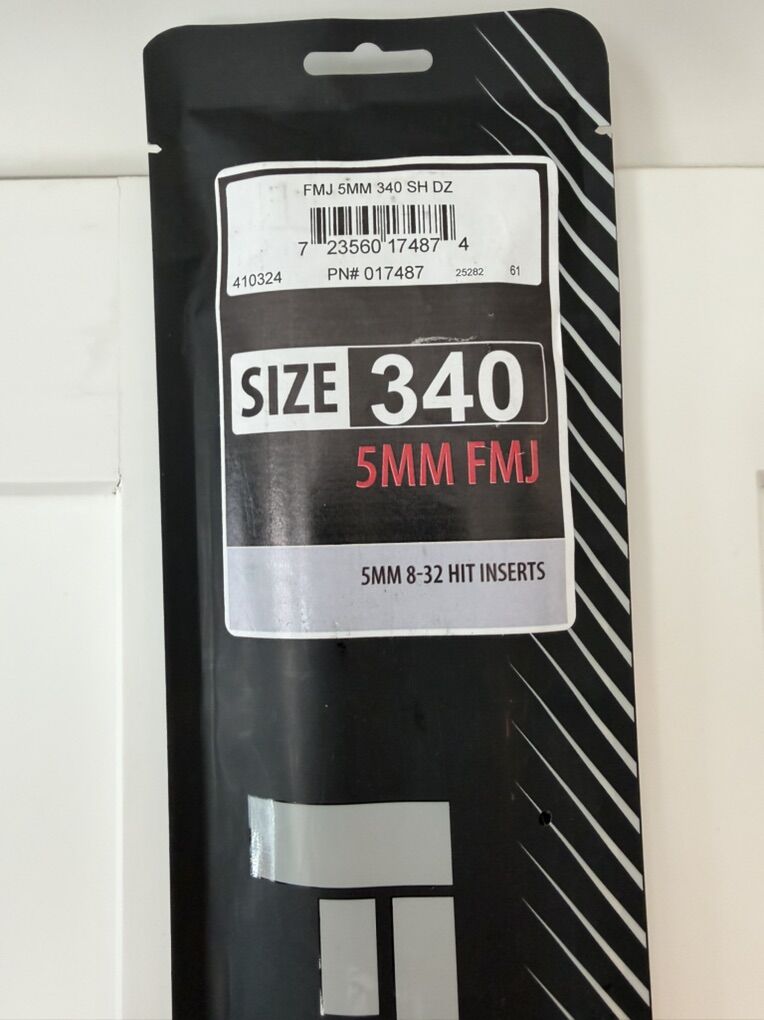 FMJ 5MM 340 SH DZ
7 23560 17487 4
410324 PN# 017487 25282 61
SIZE 340
5MM FMJ
5MM 8-32 HIT INSERTS